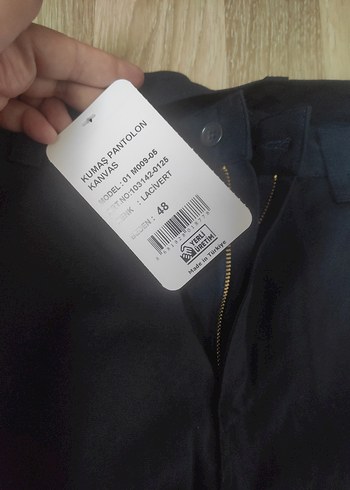 KUMAŞ PANTOLON
KANVAS
MODEL : 01 M009-05
NO:103142-0125
RENK : LACİVERT
BEDEN : 48
YERLİ
ÜRETİM
Made in Türkiye